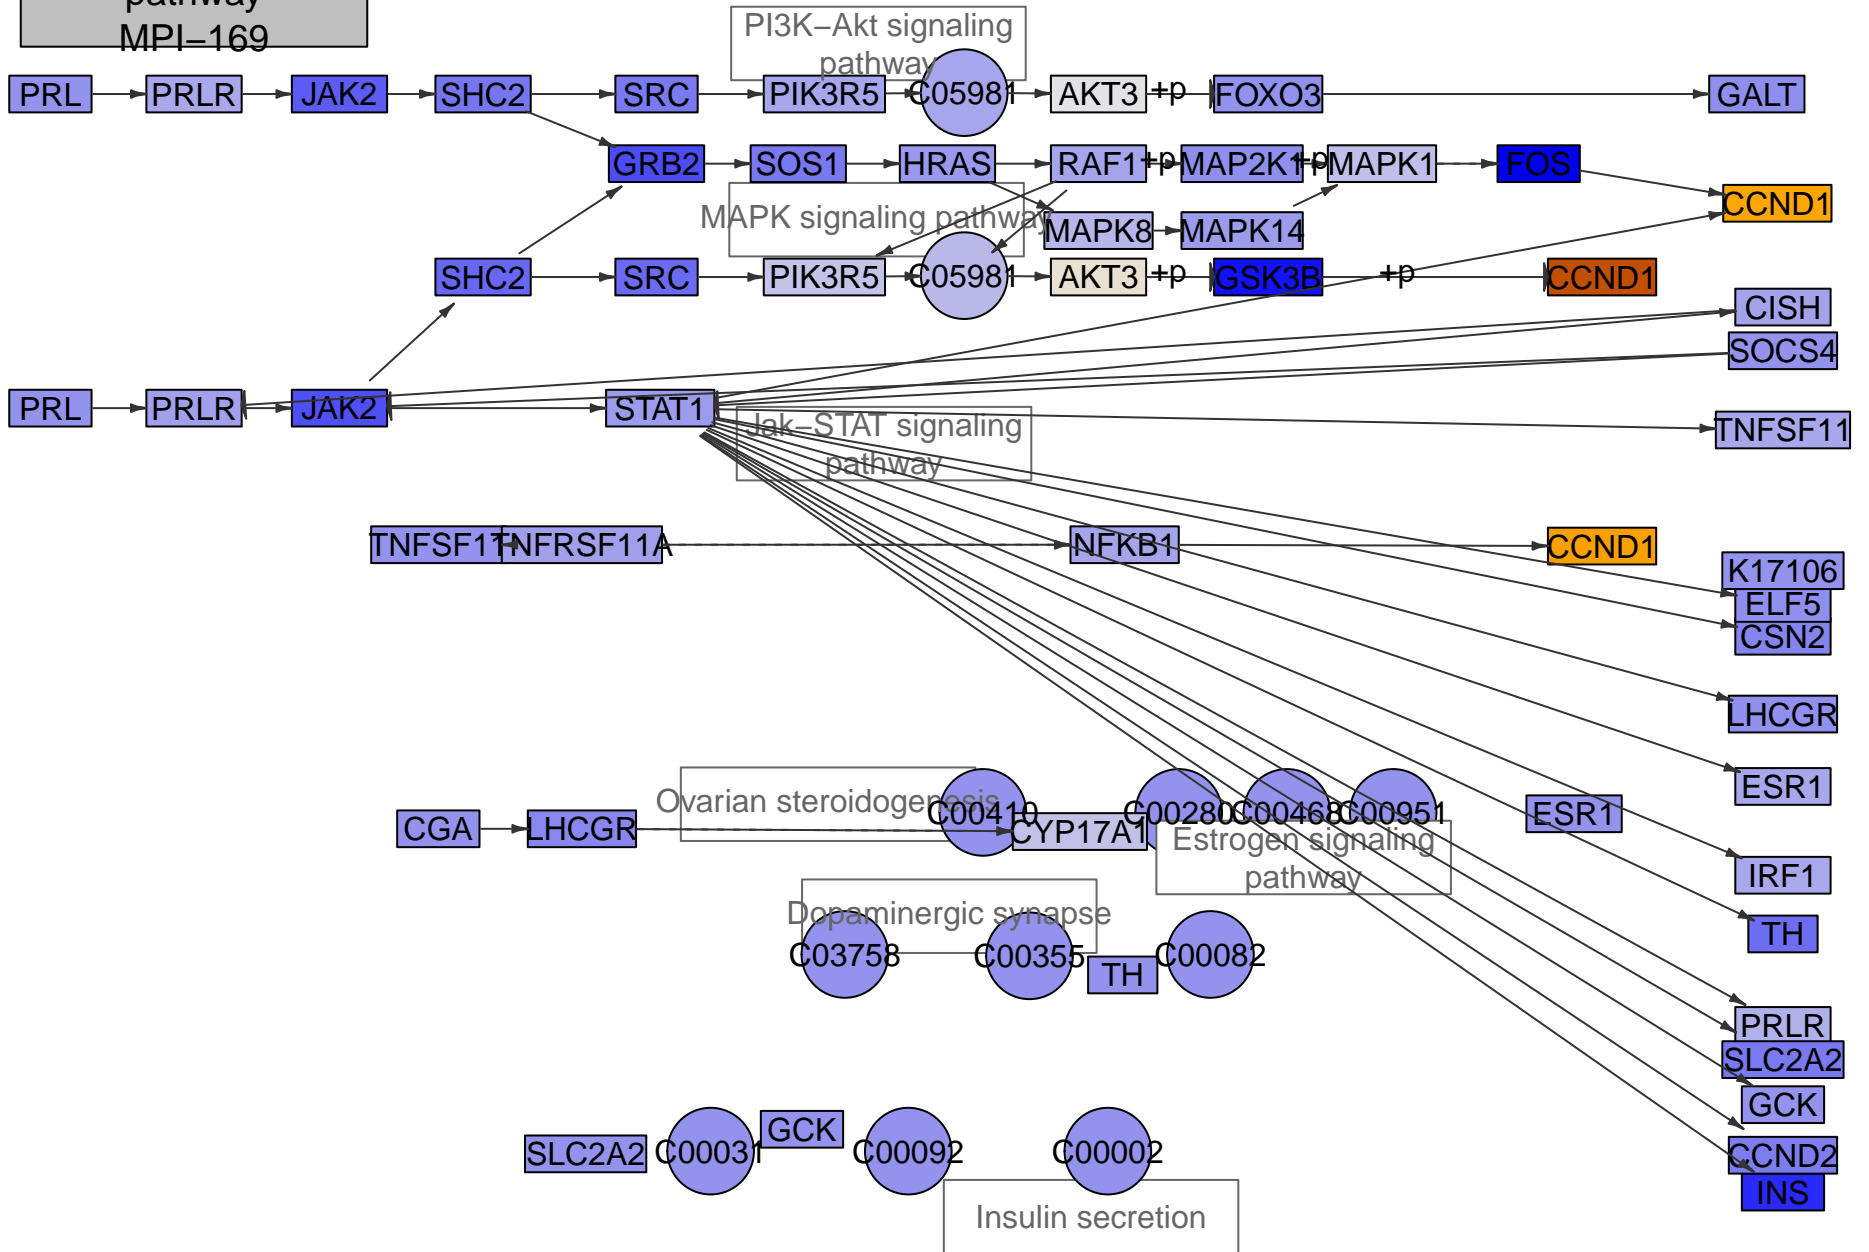 pathway
MPI–169
PI3K–Akt signaling
pathway
PRL
PRLR
JAK2
SHC2
SRC
PIK3R5
C05981
AKT3
+p
FOXO3
GALT
GRB2
SOS1
HRAS
RAF1
+p
MAP2K1
+p
MAPK1
FOS
CCND1
MAPK signaling pathway
MAPK8
MAPK14
SHC2
SRC
PIK3R5
C05981
AKT3
+p
GSK3B
+p
CCND1
CISH
SOCS4
PRL
PRLR
JAK2
STAT1
Jak–STAT signaling
pathway
TNFSF11
TNFSF11
TNFRSF11A
NFKB1
CCND1
K17106
ELF5
CSN2
LHCGR
ESR1
Ovarian steroidogenesis
C00410
C00280
C00468
C00951
ESR1
CGA
LHCGR
CYP17A1
Estrogen signaling
pathway
IRF1
Dopaminergic synapse
TH
C03758
C00355
TH
C00082
PRLR
SLC2A2
GCK
GCK
SLC2A2
C00031
C00092
C00002
CCND2
INS
Insulin secretion